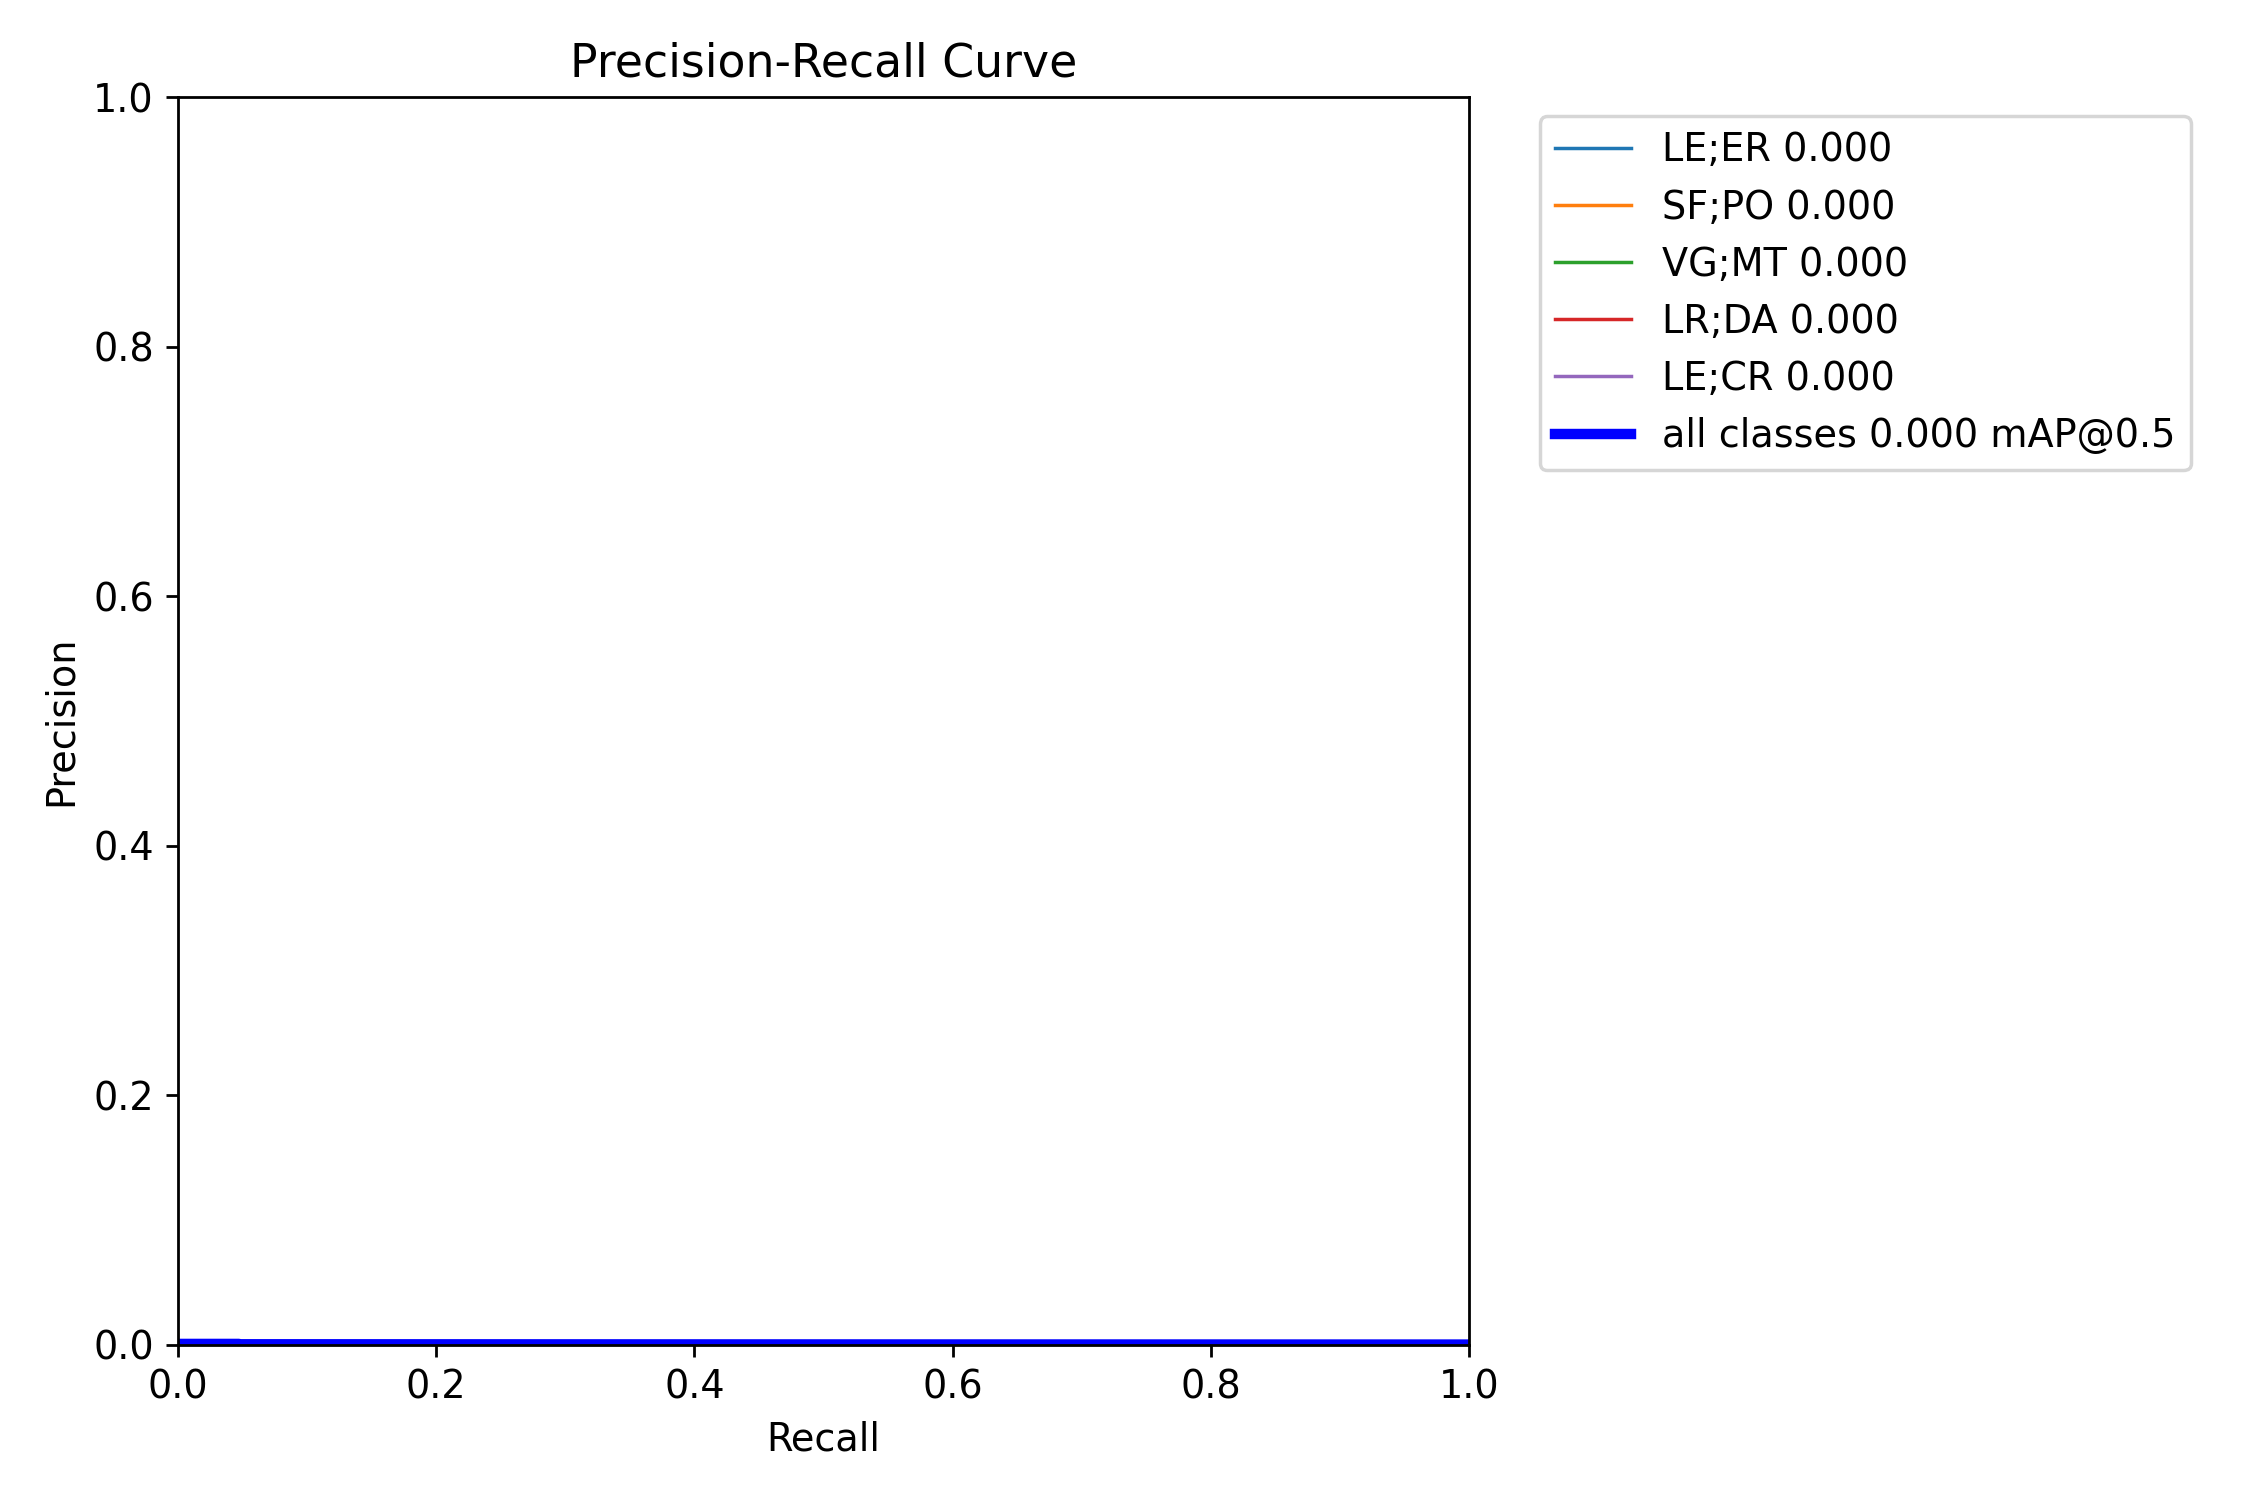 Precision-Recall Curve
1.0
0.8
0.6
0.4
0.2
0.0
Precision
0.0 0.2 0.4 0.6 0.8 1.0
Recall
LE;ER 0.000
SF;PO 0.000
VG;MT 0.000
LR;DA 0.000
LE;CR 0.000
all classes 0.000 mAP@0.5